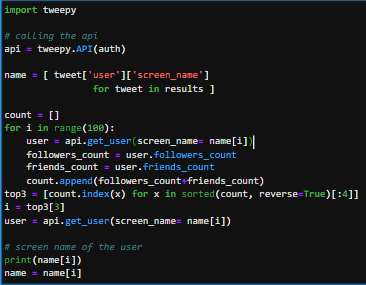 import tweepy
# calling the api
api = tweepy.API(auth)
name = [ tweet['user']['screen_name']
for tweet in results ]
count = []
for i in range(100):
user = api.get_user(screen_name= name[i])
followers_count = user.followers_count
friends_count = user.friends_count
count.append(followers_count+friends_count)
top3 = [count.index(x) for x in sorted(count, reverse=True)[:4]]
i = top3[3]
user = api.get_user(screen_name= name[i])
# screen name of the user
print(name[i])
name = name[i]